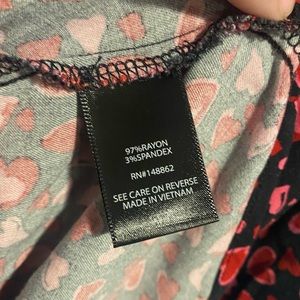 97%RAYON
3%SPANDEX
RN#148862
SEE CARE ON REVERSE
MADE IN VIETNAM